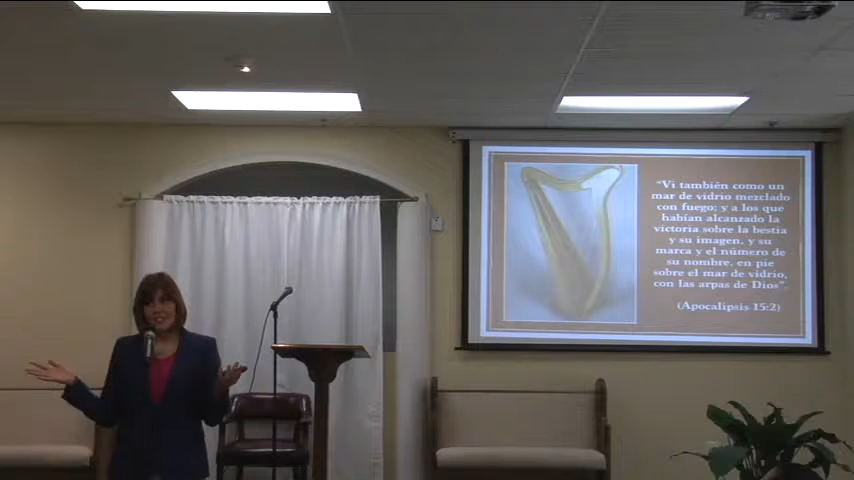 "Vi también como un
mar de vidrio mezclado
con fuego; y a los que
habían alcanzado la
victoria sobre la bestia
y su imagen, y su
marca y el número de
su nombre, en pie
sobre el mar de vidrio,
con las arpas de Dios".
(Apocalipsis 15:2)